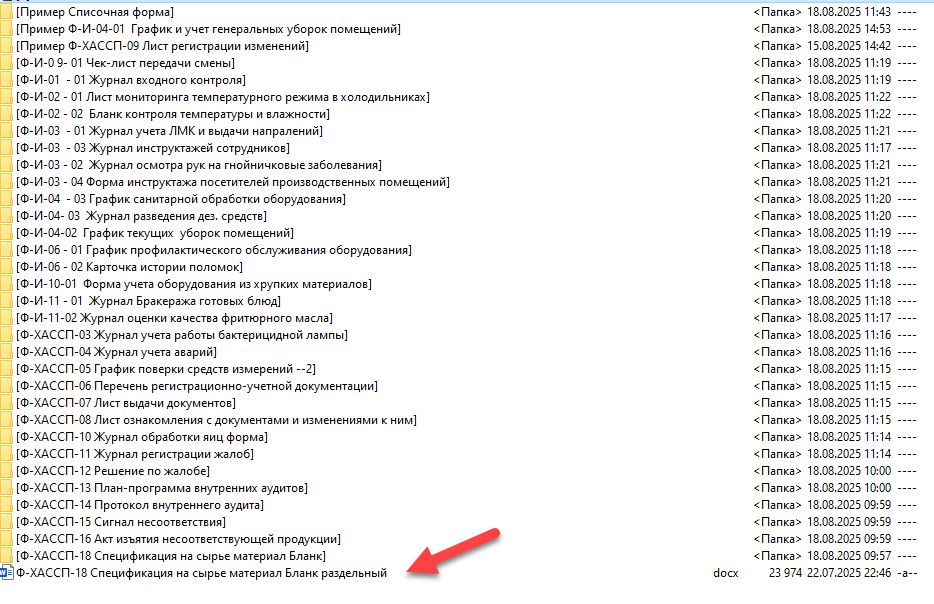 [Пример Списочная форма] <Папка> 18.08.2025 11:43 ----
[Пример Ф-И-04-01  График и учет генеральных уборок помещений] <Папка> 18.08.2025 14:53 ----
[Пример Ф-ХАССП-09 Лист регистрации изменений] <Папка> 15.08.2025 14:42 ----
[Ф-И-0 9- 01 Чек-лист передачи смены] <Папка> 18.08.2025 11:19 ----
[Ф-И-01  - 01 Журнал входного контроля] <Папка> 18.08.2025 11:19 ----
[Ф-И-02 - 01 Лист мониторинга температурного режима в холодильниках] <Папка> 18.08.2025 11:22 ----
[Ф-И-02 - 02  Бланк контроля температуры и влажности] <Папка> 18.08.2025 11:22 ----
[Ф-И-03  - 01 Журнал учета ЛМК и выдачи напралений] <Папка> 18.08.2025 11:21 ----
[Ф-И-03  - 03 Журнал инструктажей сотрудников] <Папка> 18.08.2025 11:17 ----
[Ф-И-03 - 02  Журнал осмотра рук на гнойничковые заболевания] <Папка> 18.08.2025 11:21 ----
[Ф-И-03 - 04 Форма инструктажа посетителей производственных помещений] <Папка> 18.08.2025 11:21 ----
[Ф-И-04  - 03 График санитарной обработки оборудования] <Папка> 18.08.2025 11:20 ----
[Ф-И-04- 03  Журнал разведения дез. средств] <Папка> 18.08.2025 11:20 ----
[Ф-И-04-02  График текущих  уборок помещений] <Папка> 18.08.2025 11:19 ----
[Ф-И-06 - 01 График профилактического обслуживания оборудования] <Папка> 18.08.2025 11:18 ----
[Ф-И-06 - 02 Карточка истории поломок] <Папка> 18.08.2025 11:18 ----
[Ф-И-10-01  Форма учета оборудования из хрупких материалов] <Папка> 18.08.2025 11:18 ----
[Ф-И-11 - 01  Журнал Бракеража готовых блюд] <Папка> 18.08.2025 11:18 ----
[Ф-И-11-02 Журнал оценки качества фритюрного масла] <Папка> 18.08.2025 11:17 ----
[Ф-ХАССП-03 Журнал учета работы бактерицидной лампы] <Папка> 18.08.2025 11:16 ----
[Ф-ХАССП-04 Журнал учета аварий] <Папка> 18.08.2025 11:16 ----
[Ф-ХАССП-05 График поверки средств измерений --2] <Папка> 18.08.2025 11:15 ----
[Ф-ХАССП-06 Перечень регистрационно-учетной документации] <Папка> 18.08.2025 11:15 ----
[Ф-ХАССП-07 Лист выдачи документов] <Папка> 18.08.2025 11:15 ----
[Ф-ХАССП-08 Лист ознакомления с документами и изменениями к ним] <Папка> 18.08.2025 11:15 ----
[Ф-ХАССП-10 Журнал обработки яиц форма] <Папка> 18.08.2025 11:14 ----
[Ф-ХАССП-11 Журнал регистрации жалоб] <Папка> 18.08.2025 11:14 ----
[Ф-ХАССП-12 Решение по жалобе] <Папка> 18.08.2025 10:00 ----
[Ф-ХАССП-13 План-программа внутренних аудитов] <Папка> 18.08.2025 10:00 ----
[Ф-ХАССП-14 Протокол внутреннего аудита] <Папка> 18.08.2025 09:59 ----
[Ф-ХАССП-15 Сигнал несоответствия] <Папка> 18.08.2025 09:59 ----
[Ф-ХАССП-16 Акт изъятия несоответствующей продукции] <Папка> 18.08.2025 09:59 ----
[Ф-ХАССП-18 Спецификация на сырье материал Бланк] <Папка> 18.08.2025 09:57 ----
Ф-ХАССП-18 Спецификация на сырье материал Бланк раздельный docx 23 974 22.07.2025 22:46 -a--